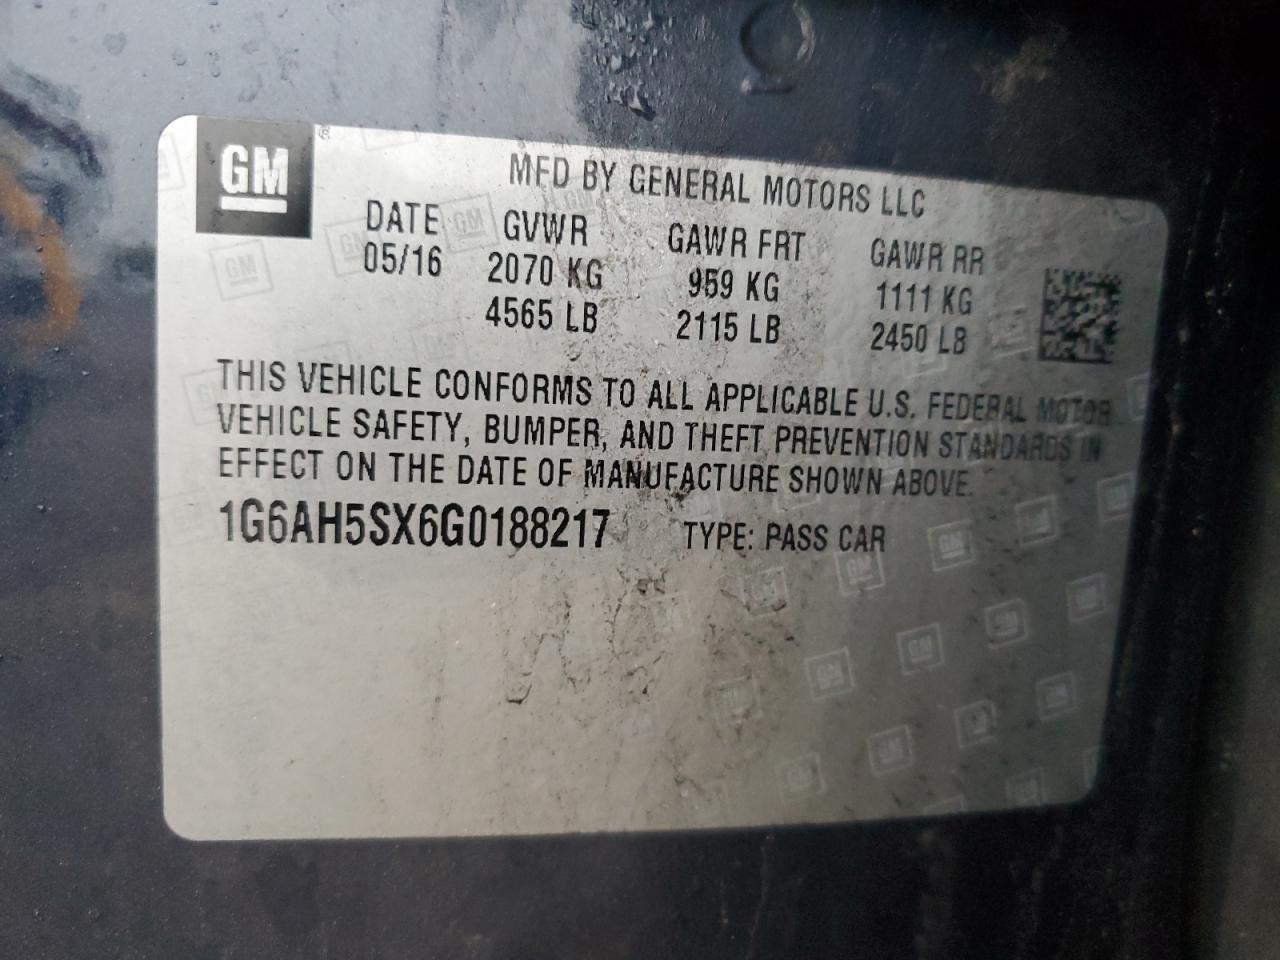 GM
MFD BY GENERAL MOTORS LLC
DATE GVWR GAWR FRT GAWR RR
05/16 2070 KG 959 KG 1111 KG
4565 LB 2115 LB 2450 LB
THIS VEHICLE CONFORMS TO ALL APPLICABLE U.S. FEDERAL MOTOR
VEHICLE SAFETY, BUMPER, AND THEFT PREVENTION STANDARDS IN
EFFECT ON THE DATE OF MANUFACTURE SHOWN ABOVE.
1G6AH5SX6G0188217 TYPE: PASS CAR